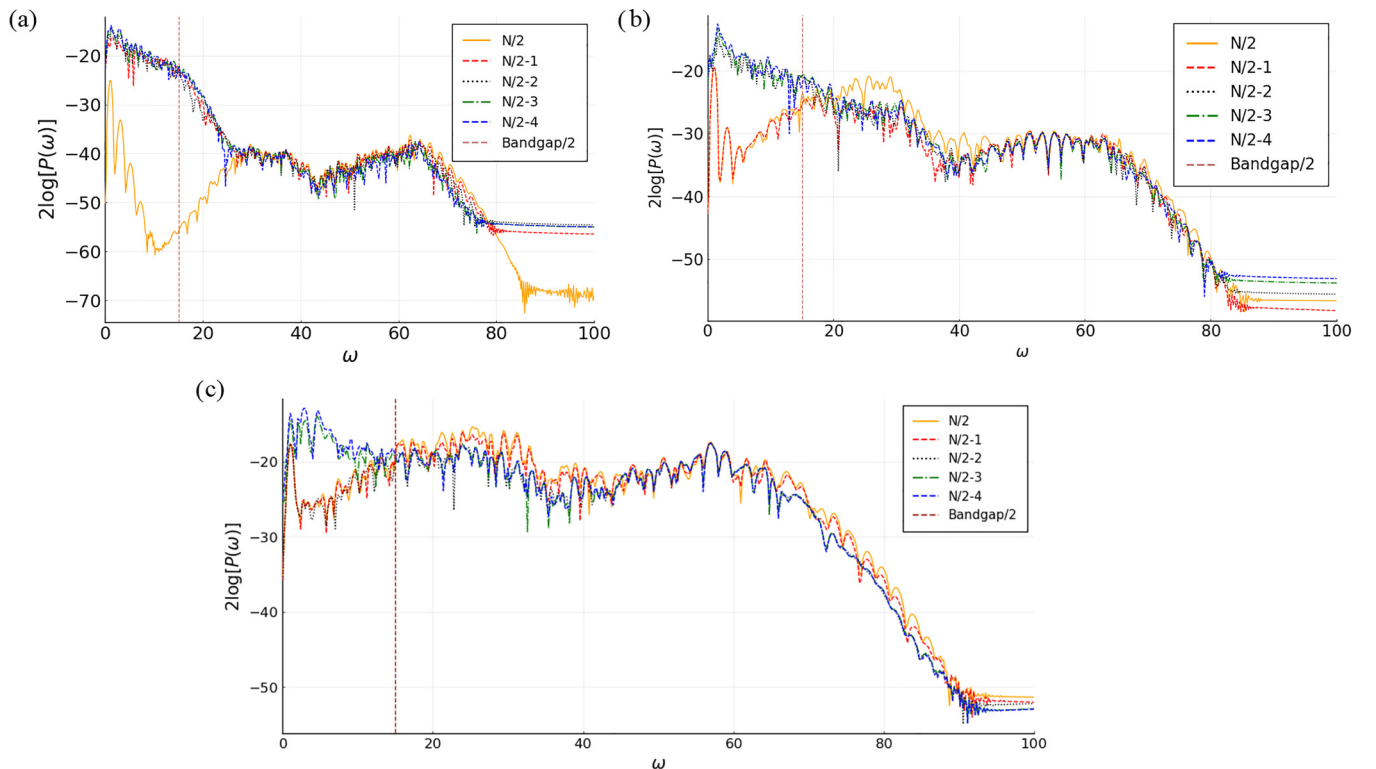 (a)
2log[P(ω)]
−20
−30
−40
−50
−60
−70
0
20
40
60
80
100
ω
N/2
N/2-1
N/2-2
N/2-3
N/2-4
Bandgap/2
(b)
2log[P(ω)]
−20
−30
−40
−50
0
20
40
60
80
100
ω
N/2
N/2-1
N/2-2
N/2-3
N/2-4
Bandgap/2
(c)
2log[P(ω)]
−20
−30
−40
−50
0
20
40
60
80
100
ω
N/2
N/2-1
N/2-2
N/2-3
N/2-4
Bandgap/2